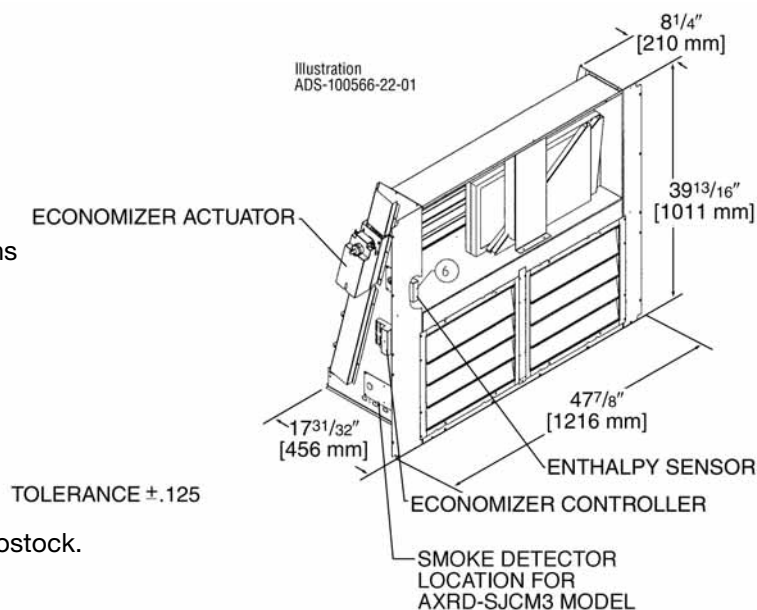 8 1/4"
[210 mm]
Illustration
ADS-100566-22-01
39 13/16"
[1011 mm]
ECONOMIZER ACTUATOR
ns
6
47 7/8"
[1216 mm]
17 31/32"
[456 mm]
ENTHALPY SENSOR
TOLERANCE ±.125
ECONOMIZER CONTROLLER
ostock.
SMOKE DETECTOR
LOCATION FOR
AXRD-SJCM3 MODEL